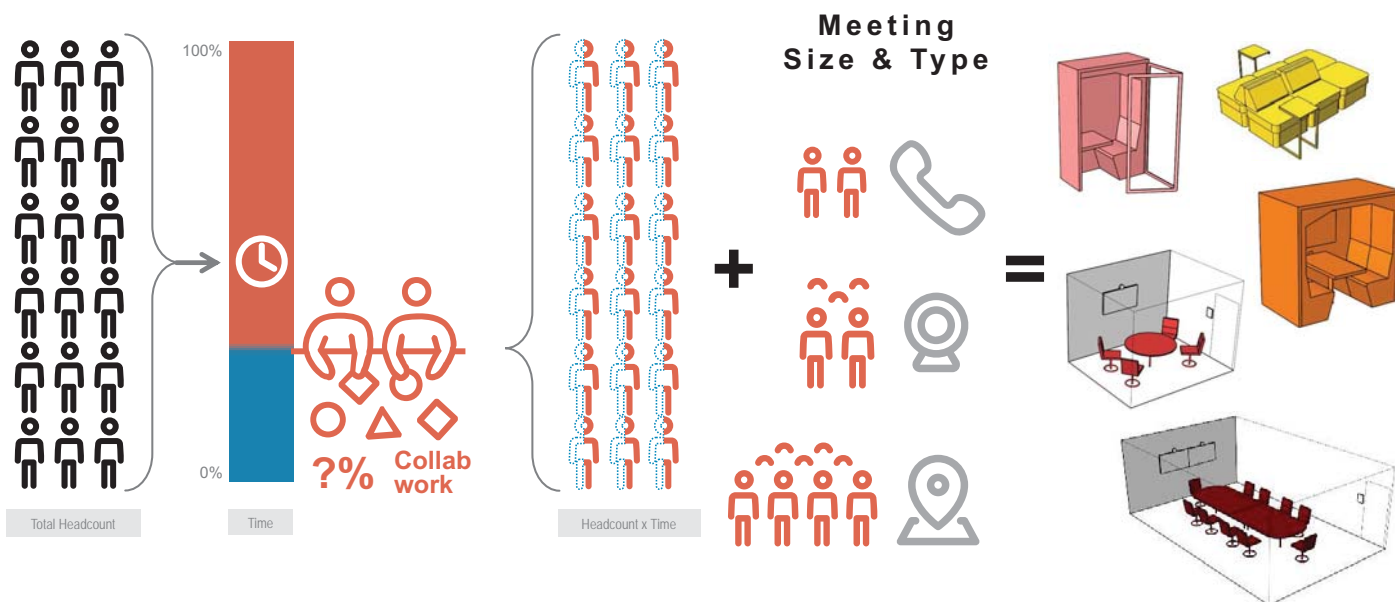 Meeting
Size & Type
100%
0%
?%
Collab
work
+
=
Total Headcount
Time
Headcount x Time